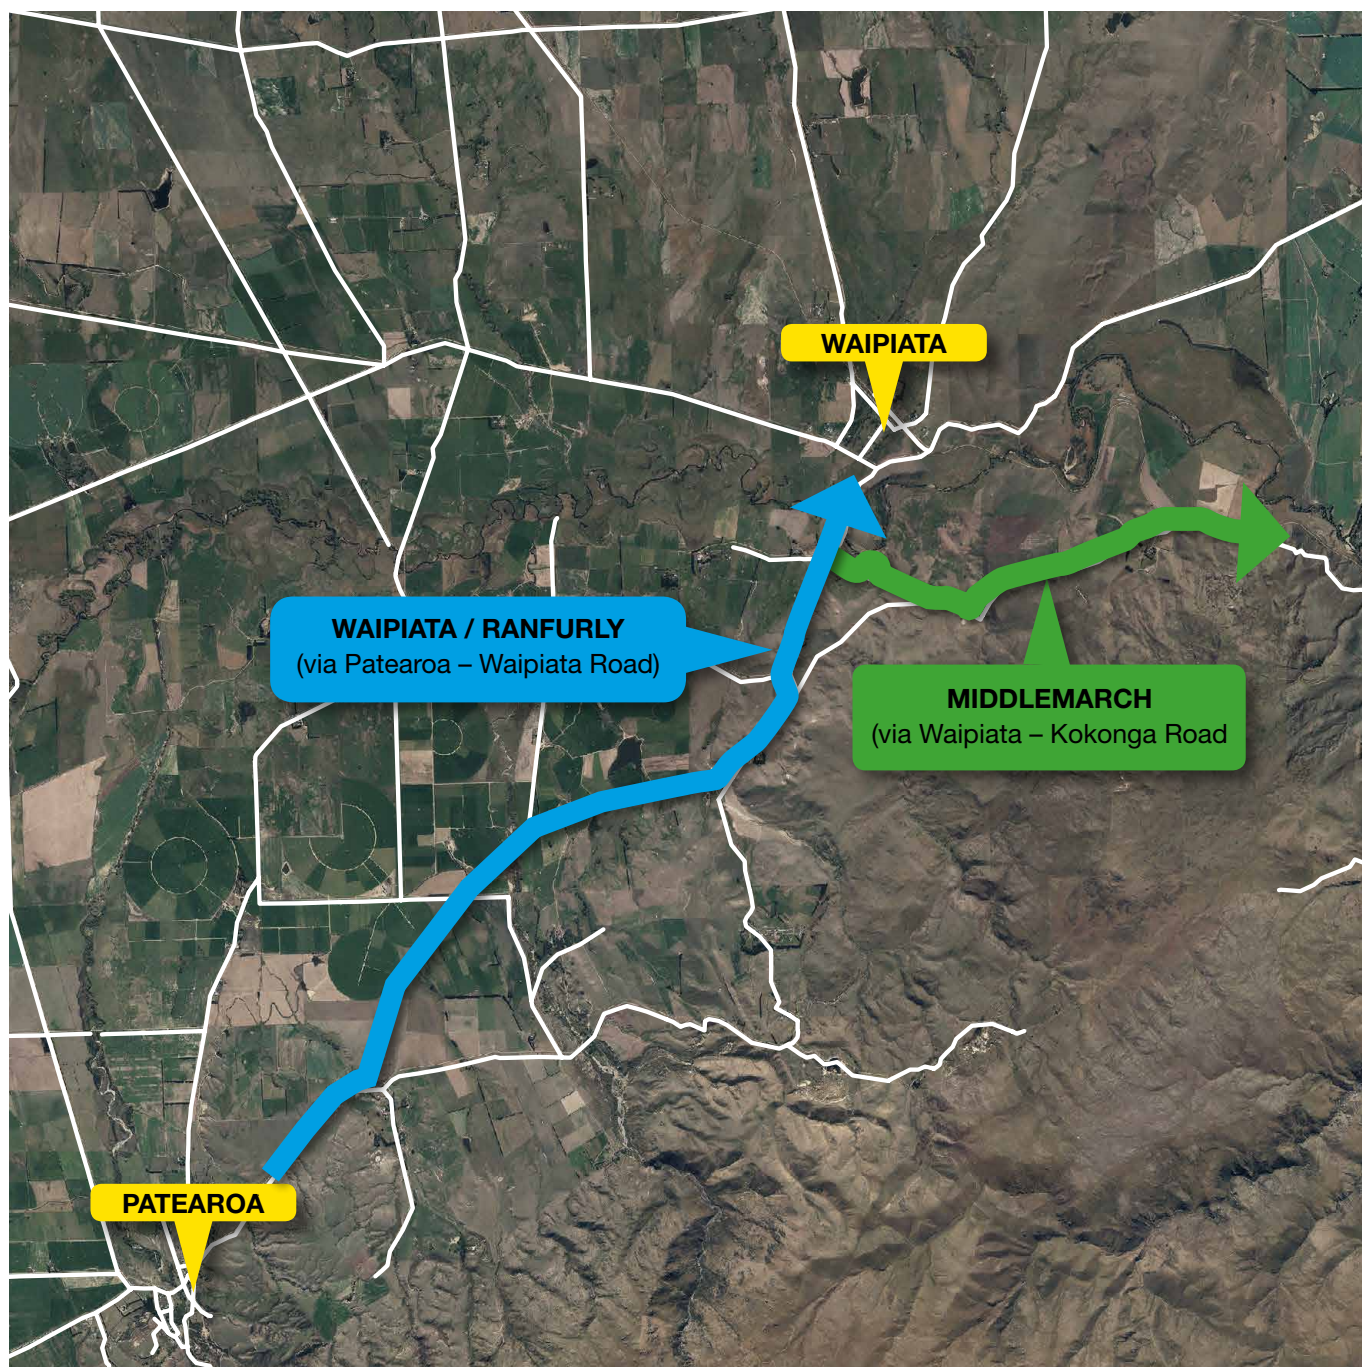 WAIPIATA
WAIPIATA / RANFURLY
(via Patearoa – Waipiata Road)
MIDDLEMARCH
(via Waipiata – Kokonga Road
PATEAROA